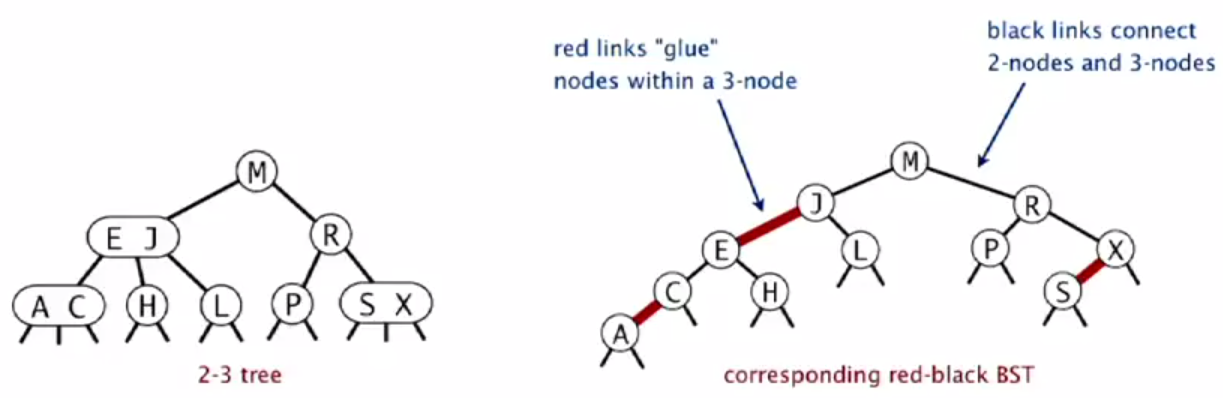 red links "glue"
nodes within a 3-node
black links connect
2-nodes and 3-nodes
M
E J
R
A C
H
L
P
S X
2-3 tree
M
J
R
E
L
P
X
C
H
S
A
corresponding red-black BST